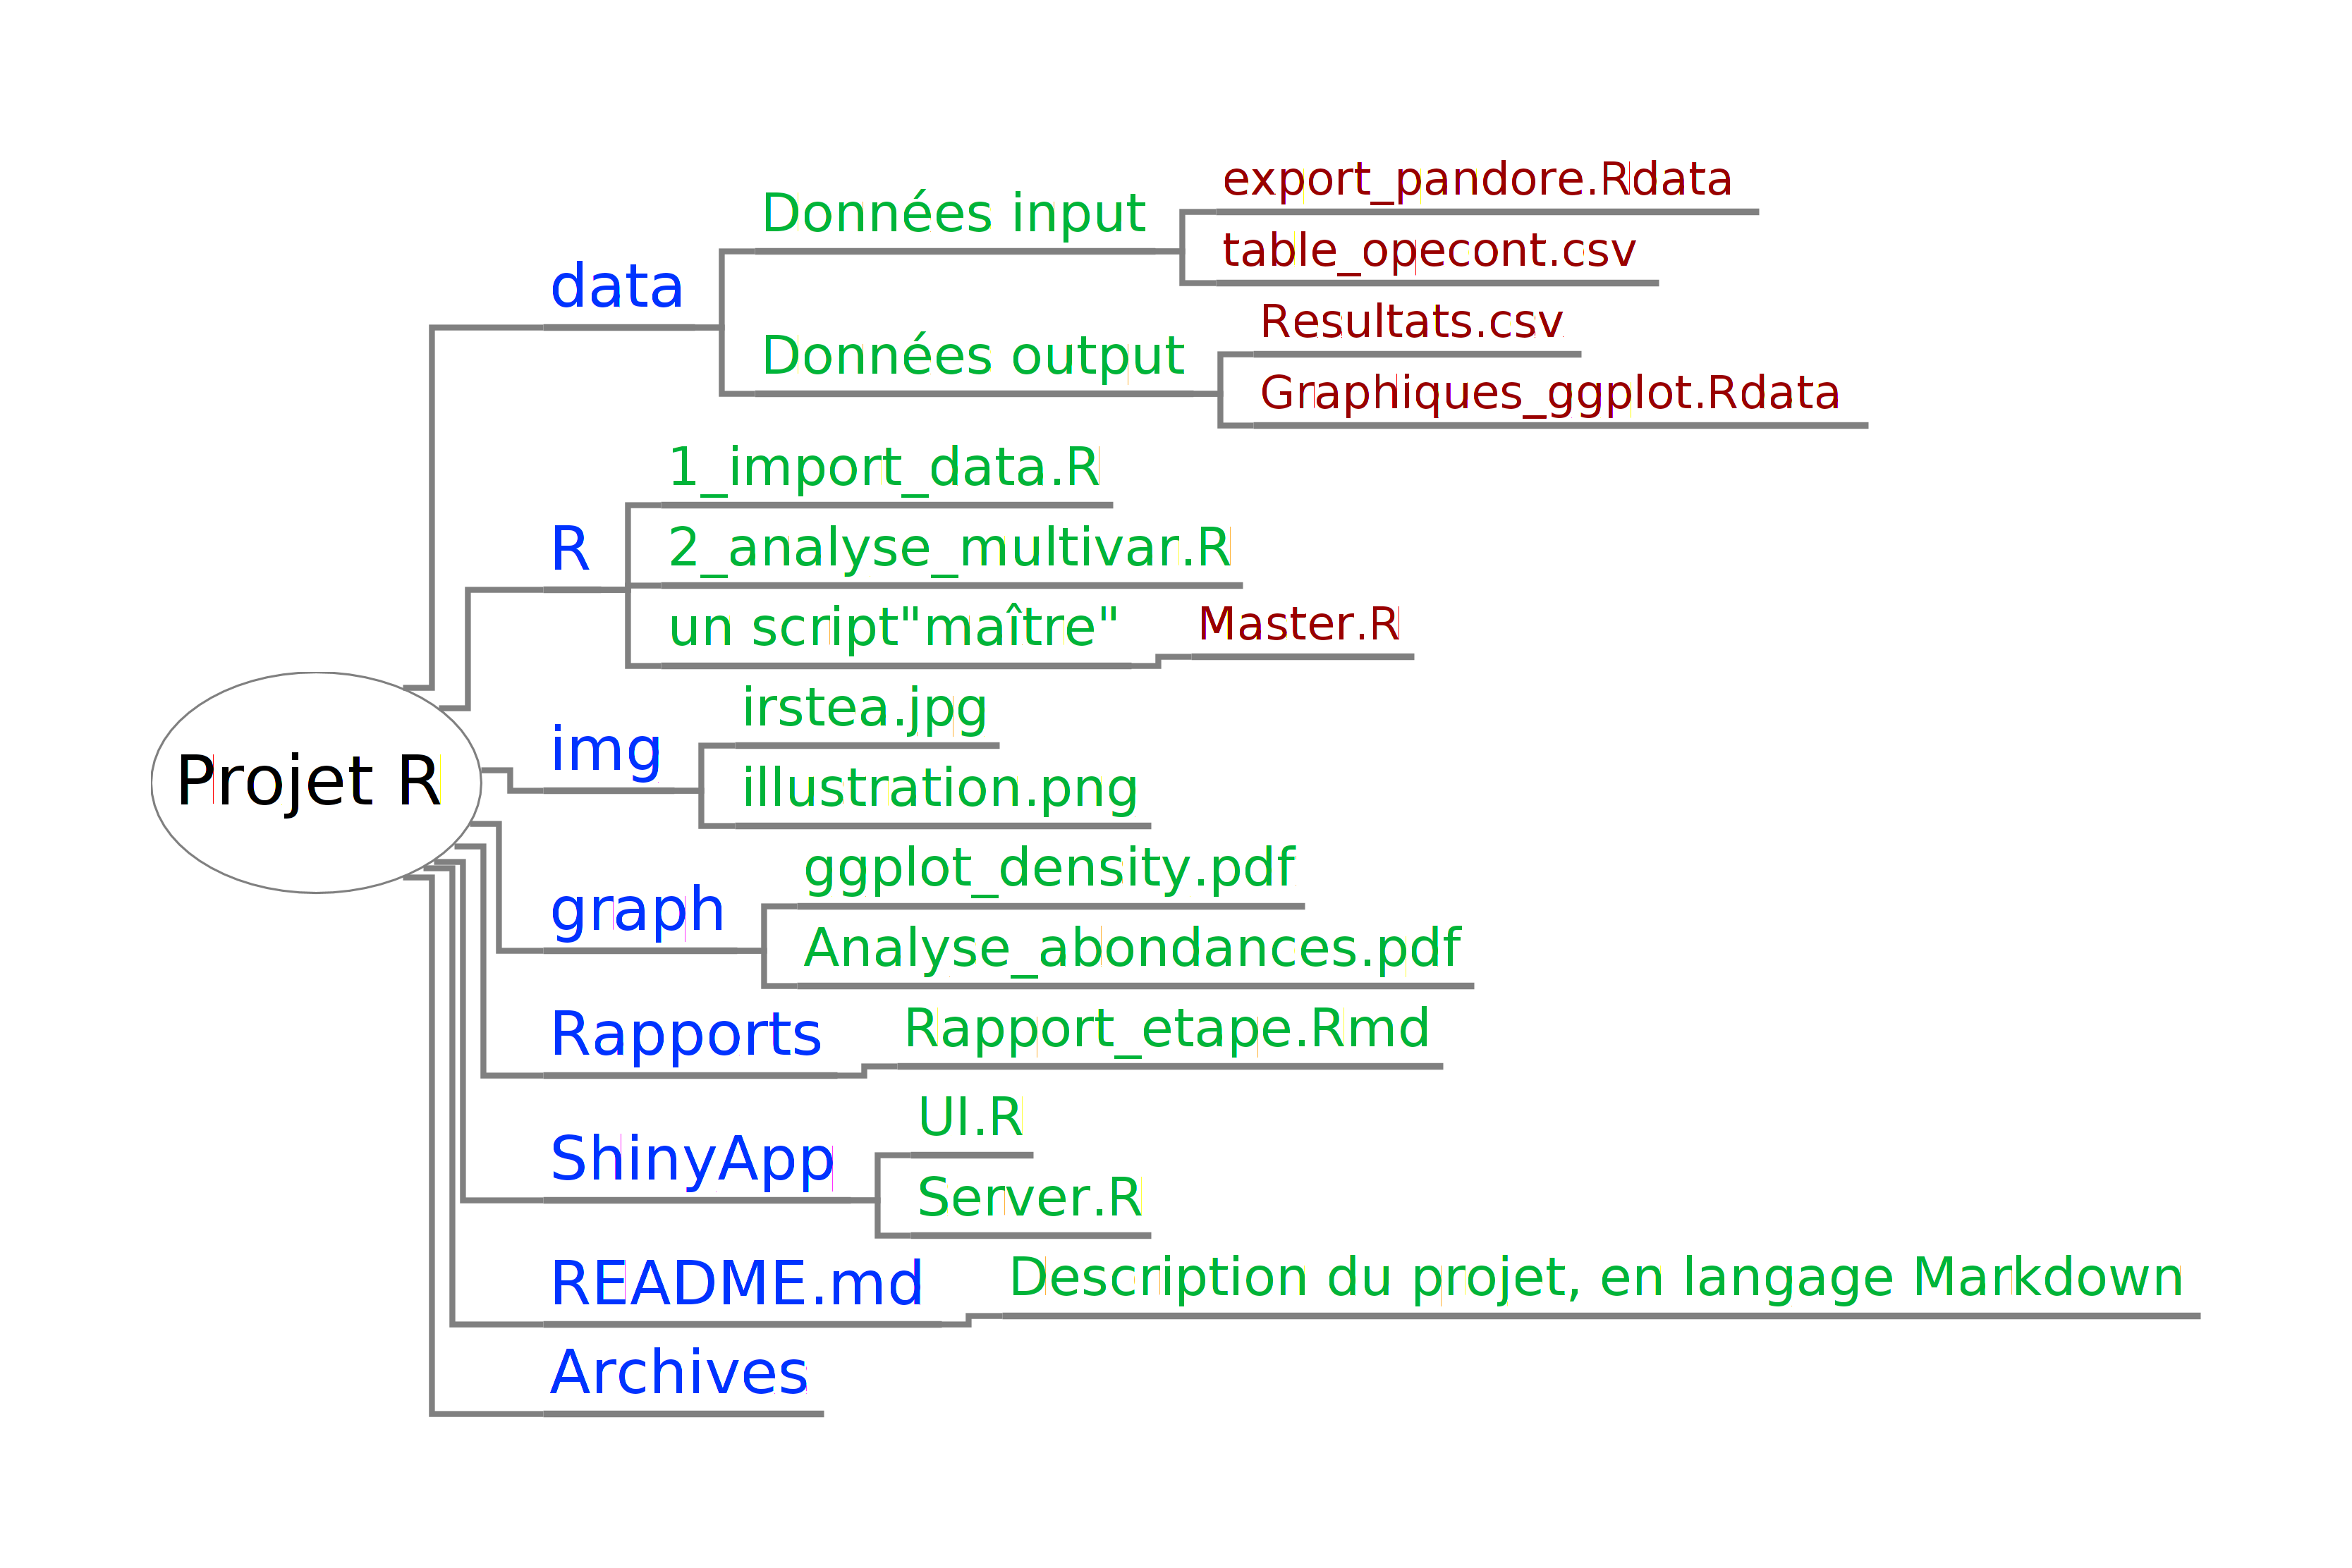 Projet R
data
Données input
export_pandore.Rdata
table_opecont.csv
Données output
Resultats.csv
Graphiques_ggplot.Rdata
R
1_import_data.R
2_analyse_multivar.R
un script"maître"
Master.R
img
irstea.jpg
illustration.png
graph
ggplot_density.pdf
Analyse_abondances.pdf
Rapports
Rapport_etape.Rmd
ShinyApp
UI.R
Server.R
README.md
Description du projet, en langage Markdown
Archives